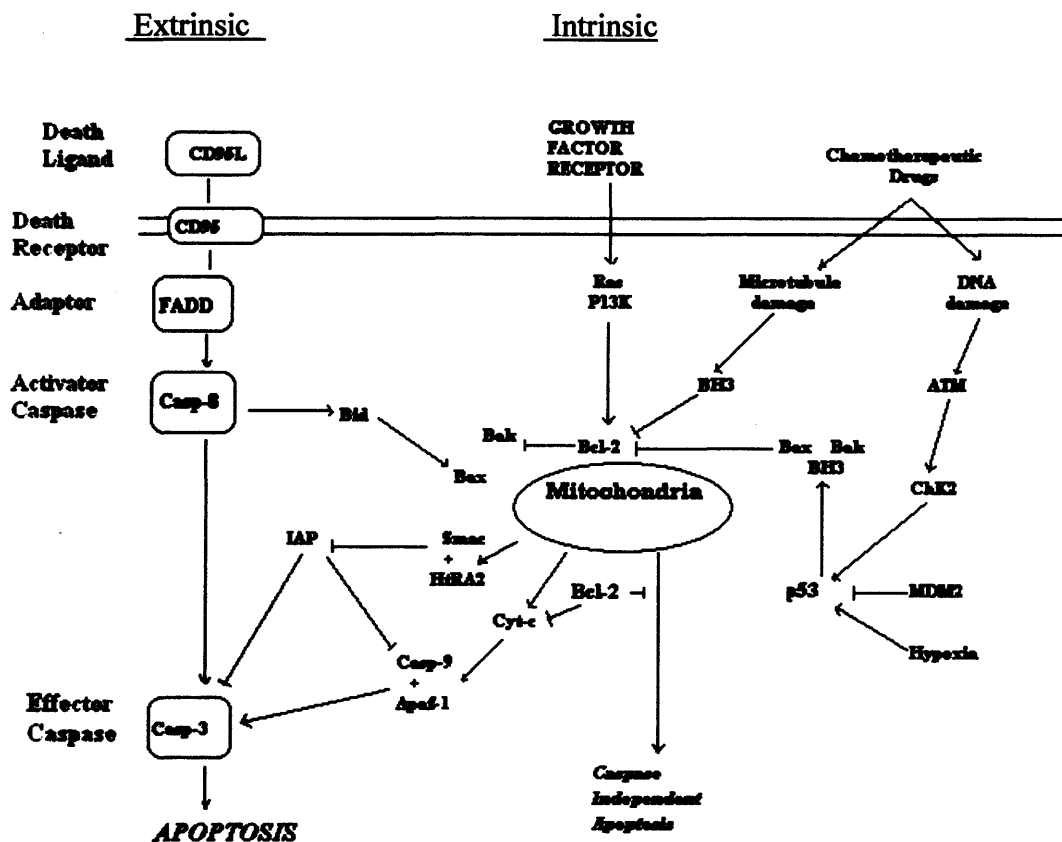 Extrinsic
Intrinsic
Death
Ligand
CD95L
GROWTH
FACTOR
RECEPTOR
Chemotherapeutic
Drugs
Death
Receptor
CD95
Adaptor
FADD
Ras
P13K
Microtubule
damage
DNA
damage
Activator
Caspase
Casp-8
Bid
BH3
ATM
Bak
Bcl-2
Bax Bak
BH3
Bax
Mitochondria
ChK2
IAP
Smac
+
HtRA2
Bcl-2
p53
MDM2
Cyt-c
Hypoxia
Casp-9
+
Apaf-1
Effector
Caspase
Casp-3
Caspase
Independent
Apoptosis
APOPTOSIS